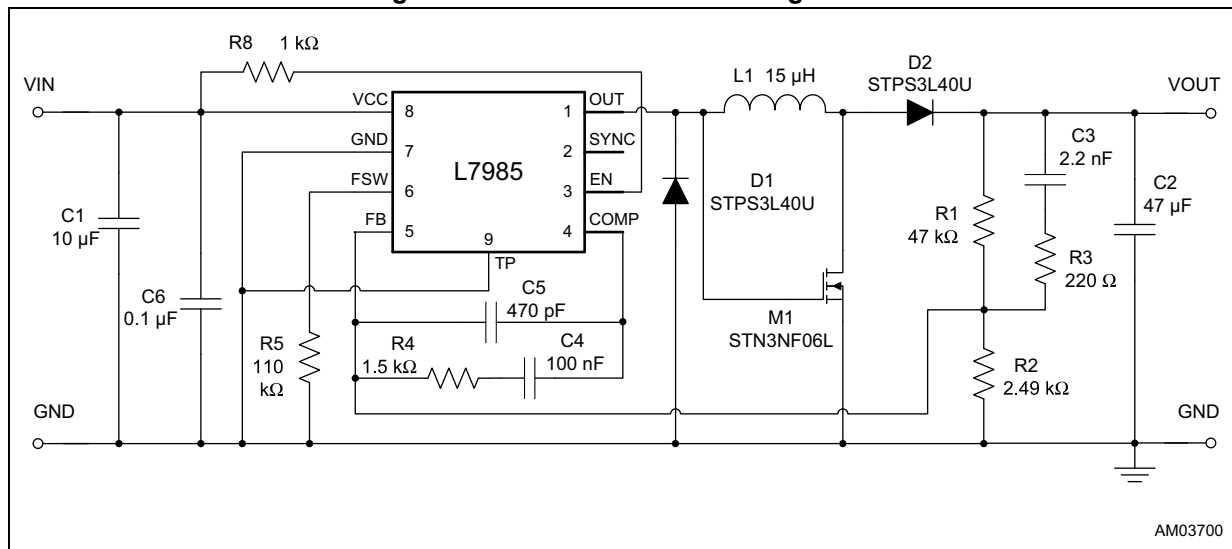 R8 1 kΩ
VIN
VCC
8
GND
7
FSW
6
FB
5
L7985
9
TP
1
OUT
2
SYNC
3
EN
4
COMP
L1 15 µH
D2
STPS3L40U
VOUT
D1
STPS3L40U
C3
2.2 nF
C2
47 µF
R1
47 kΩ
R3
220 Ω
C1
10 µF
C6
0.1 µF
R5
110
kΩ
C5
470 pF
R4
1.5 kΩ
C4
100 nF
M1
STN3NF06L
R2
2.49 kΩ
GND
GND
AM03700